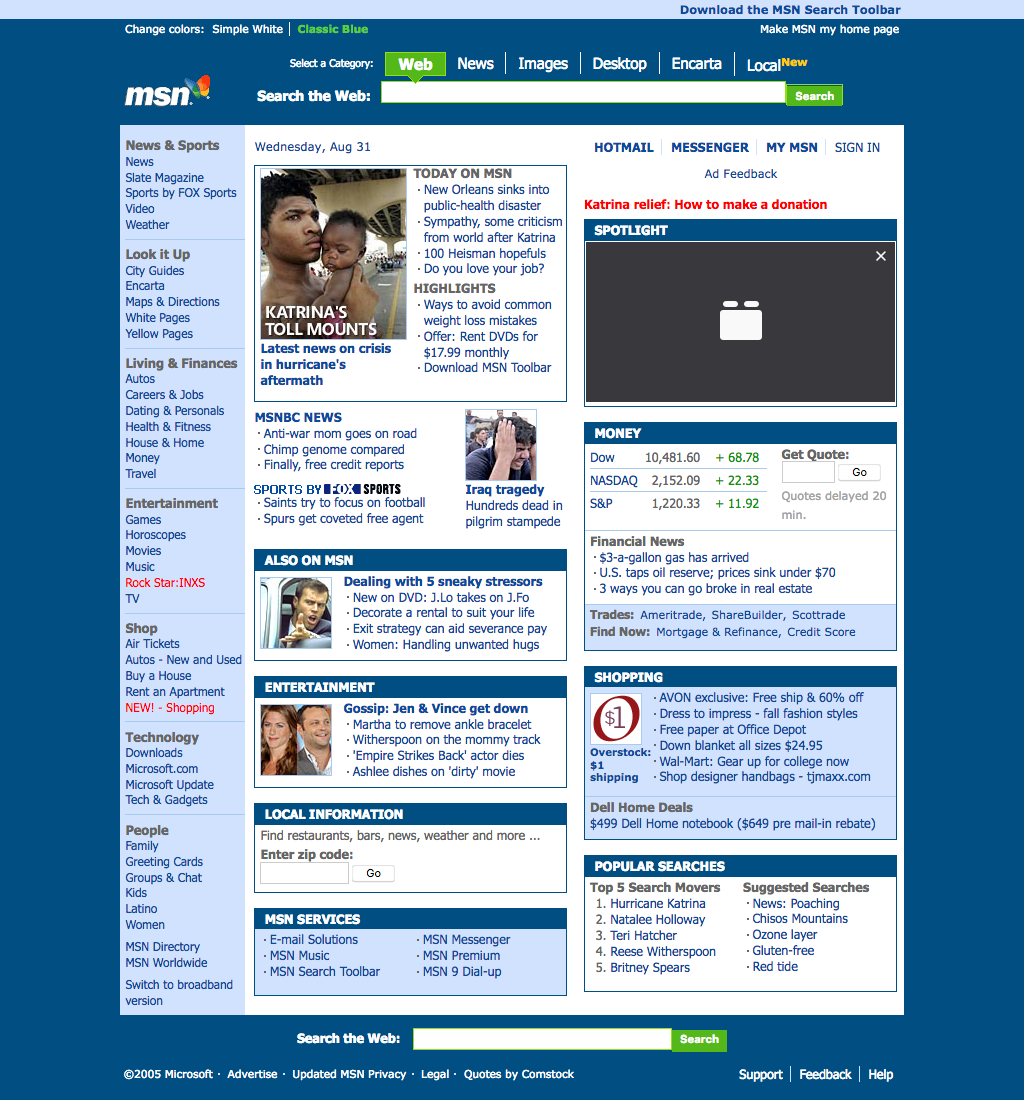 Download the MSN Search Toolbar
Change colors: Simple White | Classic Blue
Make MSN my home page
Select a Category: Web News Images Desktop Encarta Local New
msn
Search the Web: Search
News & Sports
News
Slate Magazine
Sports by FOX Sports
Video
Weather
Look it Up
City Guides
Encarta
Maps & Directions
White Pages
Yellow Pages
Living & Finances
Autos
Careers & Jobs
Dating & Personals
Health & Fitness
House & Home
Money
Travel
Entertainment
Games
Horoscopes
Movies
Music
Rock Star:INXS
TV
Shop
Air Tickets
Autos - New and Used
Buy a House
Rent an Apartment
NEW! - Shopping
Technology
Downloads
Microsoft.com
Microsoft Update
Tech & Gadgets
People
Family
Greeting Cards
Groups & Chat
Kids
Latino
Women
MSN Directory
MSN Worldwide
Switch to broadband
version
Wednesday, Aug 31
KATRINA'S
TOLL MOUNTS
Latest news on crisis
in hurricane's
aftermath
TODAY ON MSN
· New Orleans sinks into
public-health disaster
· Sympathy, some criticism
from world after Katrina
· 100 Heisman hopefuls
· Do you love your job?
HIGHLIGHTS
· Ways to avoid common
weight loss mistakes
· Offer: Rent DVDs for
$17.99 monthly
· Download MSN Toolbar
MSNBC NEWS
· Anti-war mom goes on road
· Chimp genome compared
· Finally, free credit reports
SPORTS BY FOX SPORTS
· Saints try to focus on football
· Spurs get coveted free agent
Iraq tragedy
Hundreds dead in
pilgrim stampede
ALSO ON MSN
Dealing with 5 sneaky stressors
· New on DVD: J.Lo takes on J.Fo
· Decorate a rental to suit your life
· Exit strategy can aid severance pay
· Women: Handling unwanted hugs
ENTERTAINMENT
Gossip: Jen & Vince get down
· Martha to remove ankle bracelet
· Witherspoon on the mommy track
· 'Empire Strikes Back' actor dies
· Ashlee dishes on 'dirty' movie
LOCAL INFORMATION
Find restaurants, bars, news, weather and more ...
Enter zip code:
Go
MSN SERVICES
· E-mail Solutions
· MSN Music
· MSN Search Toolbar
· MSN Messenger
· MSN Premium
· MSN 9 Dial-up
HOTMAIL | MESSENGER | MY MSN | SIGN IN
Ad Feedback
Katrina relief: How to make a donation
SPOTLIGHT
MONEY
Dow 10,481.60 + 68.78
NASDAQ 2,152.09 + 22.33
S&P 1,220.33 + 11.92
Get Quote:
Go
Quotes delayed 20
min.
Financial News
· $3-a-gallon gas has arrived
· U.S. taps oil reserve; prices sink under $70
· 3 ways you can go broke in real estate
Trades: Ameritrade, ShareBuilder, Scottrade
Find Now: Mortgage & Refinance, Credit Score
SHOPPING
$1
Overstock:
$1
shipping
· AVON exclusive: Free ship & 60% off
· Dress to impress - fall fashion styles
· Free paper at Office Depot
· Down blanket all sizes $24.95
· Wal-Mart: Gear up for college now
· Shop designer handbags - tjmaxx.com
Dell Home Deals
$499 Dell Home notebook ($649 pre mail-in rebate)
POPULAR SEARCHES
Top 5 Search Movers
1. Hurricane Katrina
2. Natalee Holloway
3. Teri Hatcher
4. Reese Witherspoon
5. Britney Spears
Suggested Searches
· News: Poaching
· Chisos Mountains
· Ozone layer
· Gluten-free
· Red tide
Search the Web: Search
©2005 Microsoft · Advertise · Updated MSN Privacy · Legal · Quotes by Comstock
Support | Feedback | Help